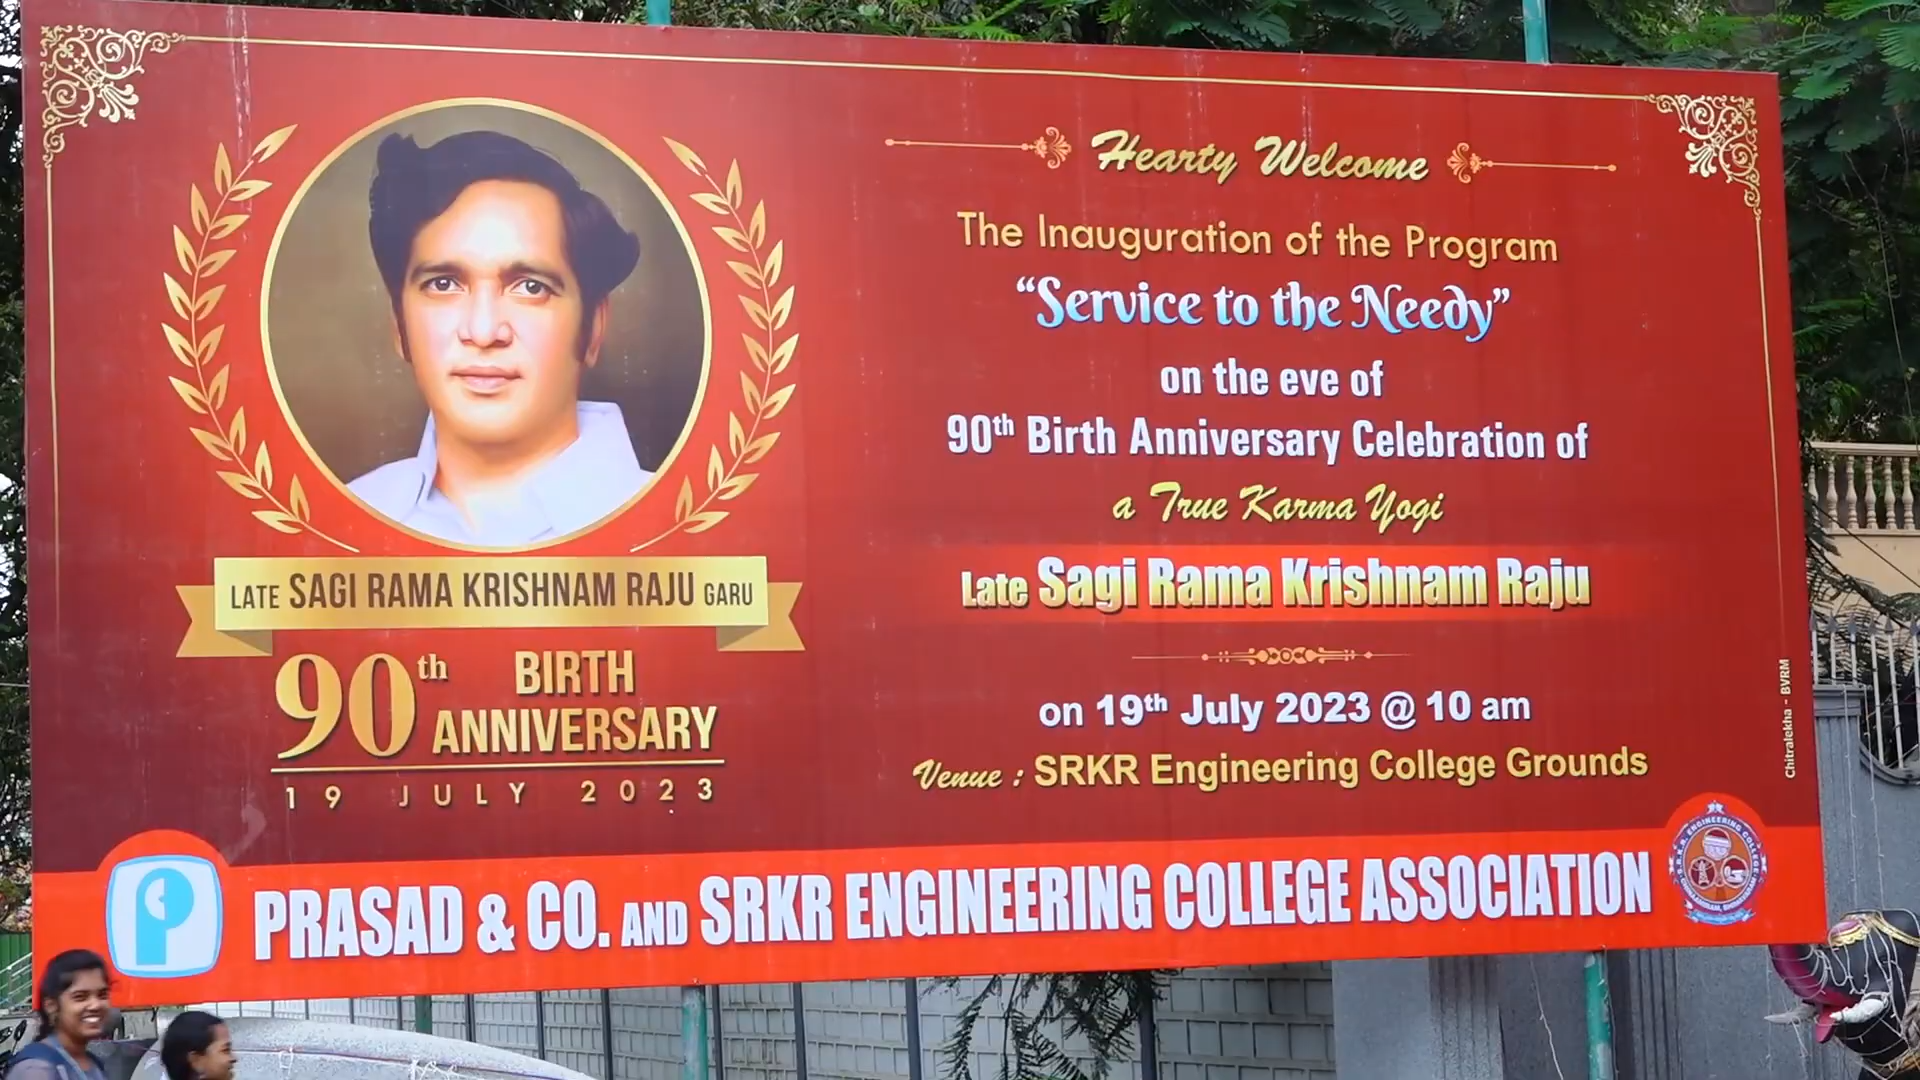 LATE SAGI RAMA KRISHNAM RAJU GARU
90th BIRTH
ANNIVERSARY
19 JULY 2023
Hearty Welcome
The Inauguration of the Program
“Service to the Needy”
on the eve of
90th Birth Anniversary Celebration of
a True Karma Yogi
Late Sagi Rama Krishnam Raju
on 19th July 2023 @ 10 am
Venue : SRKR Engineering College Grounds
Chitralekha - BVRM
PRASAD & CO. AND SRKR ENGINEERING COLLEGE ASSOCIATION
ENGINEERING COLLEGE